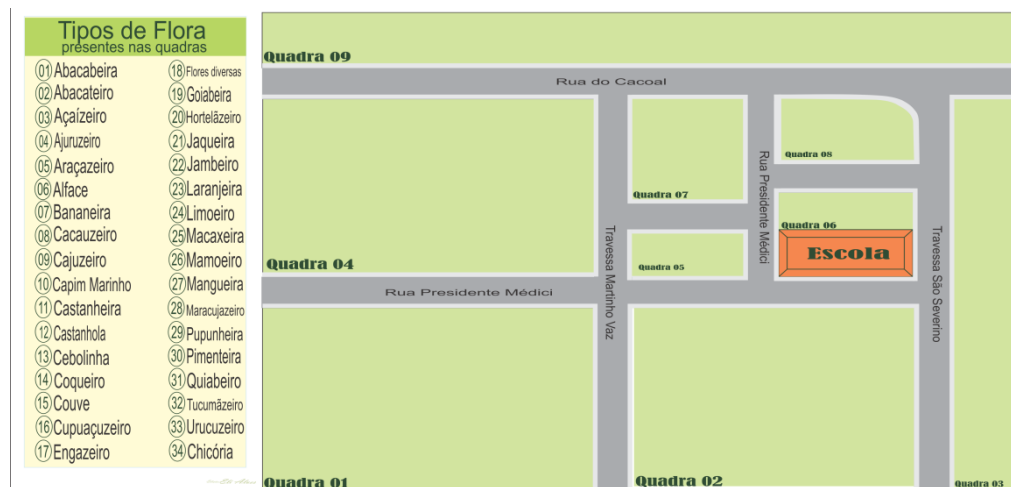 Tipos de Flora
presentes nas quadras
01 Abacabeira
02 Abacateiro
03 Açaízeiro
04 Ajuruzeiro
05 Araçazeiro
06 Alface
07 Bananeira
08 Cacauzeiro
09 Cajuzeiro
10 Capim Marinho
11 Castanheira
12 Castanhola
13 Cebolinha
14 Coqueiro
15 Couve
16 Cupuaçuzeiro
17 Engazeiro
18 Flores diversas
19 Goiabeira
20 Hortelãzeiro
21 Jaqueira
22 Jambeiro
23 Laranjeira
24 Limoeiro
25 Macaxeira
26 Mamoeiro
27 Mangueira
28 Maracujazeiro
29 Pupunheira
30 Pimenteira
31 Quiabeiro
32 Tucumãzeiro
33 Urucuzeiro
34 Chicória
Quadra 09
Rua do Cacoal
Quadra 08
Quadra 07
Rua Presidente Médici
Quadra 06
Escola
Quadra 04
Quadra 05
Travessa Martinho Vaz
Travessa São Severino
Rua Presidente Médici
Quadra 01
Quadra 02
Quadra 03